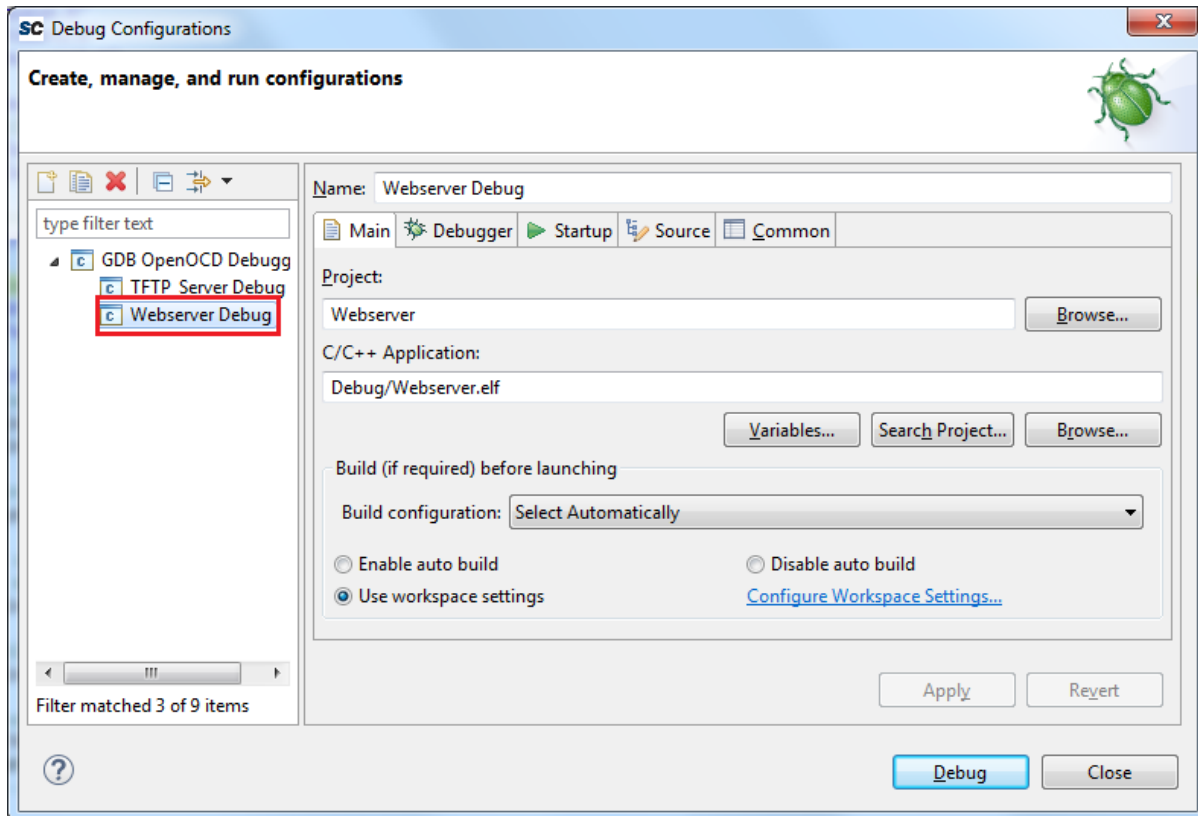 SC Debug Configurations
Create, manage, and run configurations
type filter text
GDB OpenOCD Debugg
TFTP Server Debug
Webserver Debug
Filter matched 3 of 9 items
Name: Webserver Debug
Main Debugger Startup Source Common
Project:
Webserver Browse...
C/C++ Application:
Debug/Webserver.elf
Variables... Search Project... Browse...
Build (if required) before launching
Build configuration: Select Automatically
Enable auto build Disable auto build
Use workspace settings Configure Workspace Settings...
Apply Revert
Debug Close